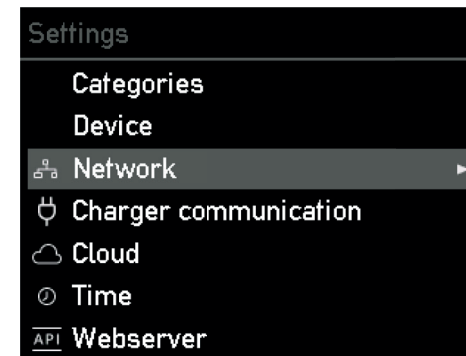 Settings
Categories
Device
Network
Charger communication
Cloud
Time
API Webserver